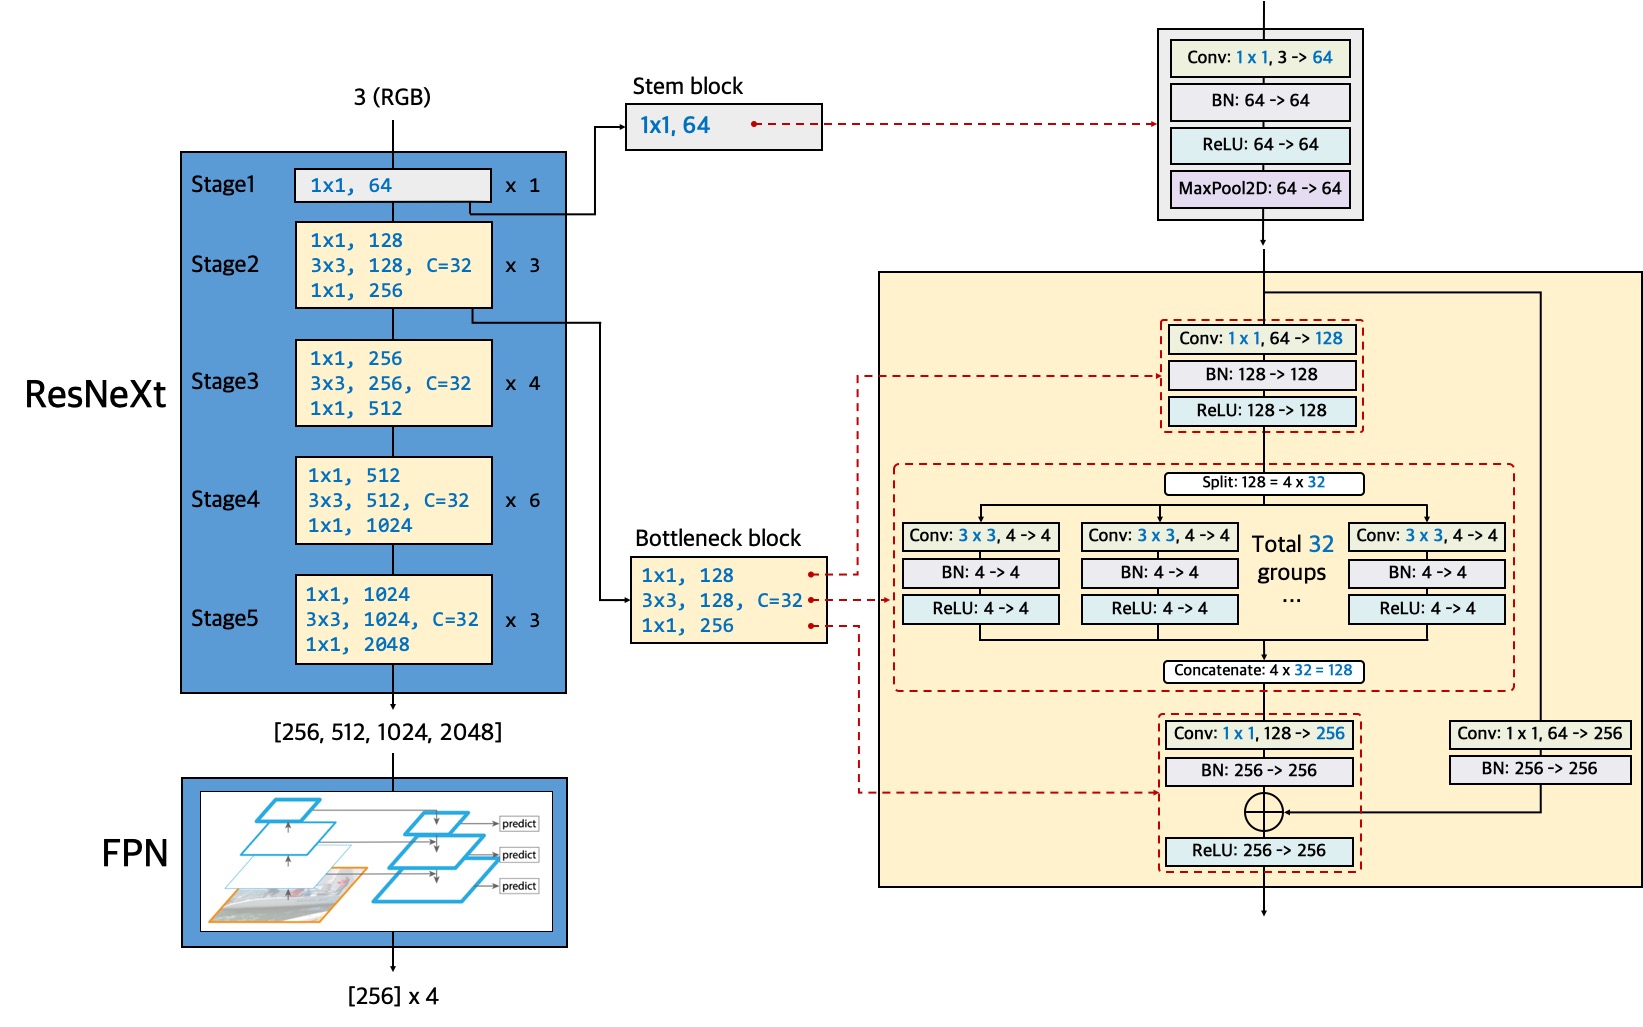 3 (RGB)
ResNeXt
Stage1
1x1, 64
x 1
Stage2
1x1, 128
3x3, 128, C=32
1x1, 256
x 3
Stage3
1x1, 256
3x3, 256, C=32
1x1, 512
x 4
Stage4
1x1, 512
3x3, 512, C=32
1x1, 1024
x 6
Stage5
1x1, 1024
3x3, 1024, C=32
1x1, 2048
x 3
[256, 512, 1024, 2048]
FPN
predict
predict
predict
[256] x 4
Stem block
1x1, 64
Bottleneck block
1x1, 128
3x3, 128, C=32
1x1, 256
Conv: 1 x 1, 3 -> 64
BN: 64 -> 64
ReLU: 64 -> 64
MaxPool2D: 64 -> 64
Conv: 1 x 1, 64 -> 128
BN: 128 -> 128
ReLU: 128 -> 128
Split: 128 = 4 x 32
Conv: 3 x 3, 4 -> 4
BN: 4 -> 4
ReLU: 4 -> 4
Conv: 3 x 3, 4 -> 4
BN: 4 -> 4
ReLU: 4 -> 4
Total 32
groups
...
Conv: 3 x 3, 4 -> 4
BN: 4 -> 4
ReLU: 4 -> 4
Concatenate: 4 x 32 = 128
Conv: 1 x 1, 128 -> 256
BN: 256 -> 256
ReLU: 256 -> 256
Conv: 1 x 1, 64 -> 256
BN: 256 -> 256